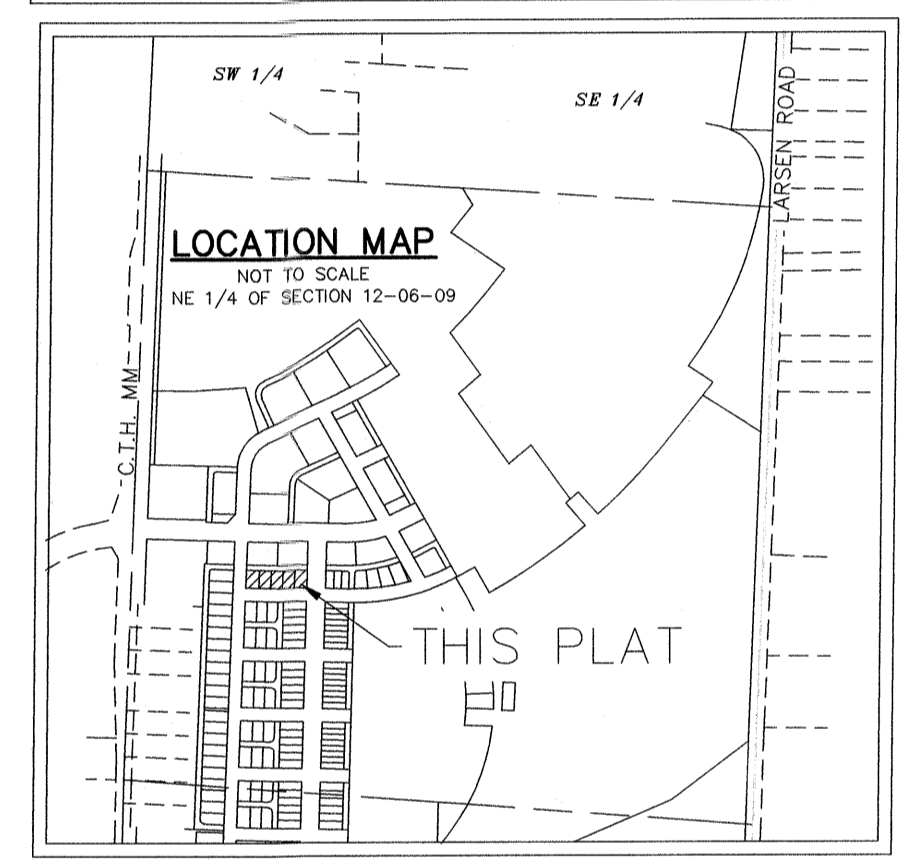 SW 1/4
SE 1/4
LARSEN ROAD
LOCATION MAP
NOT TO SCALE
NE 1/4 OF SECTION 12-06-09
C.T.H. MM
THIS PLAT